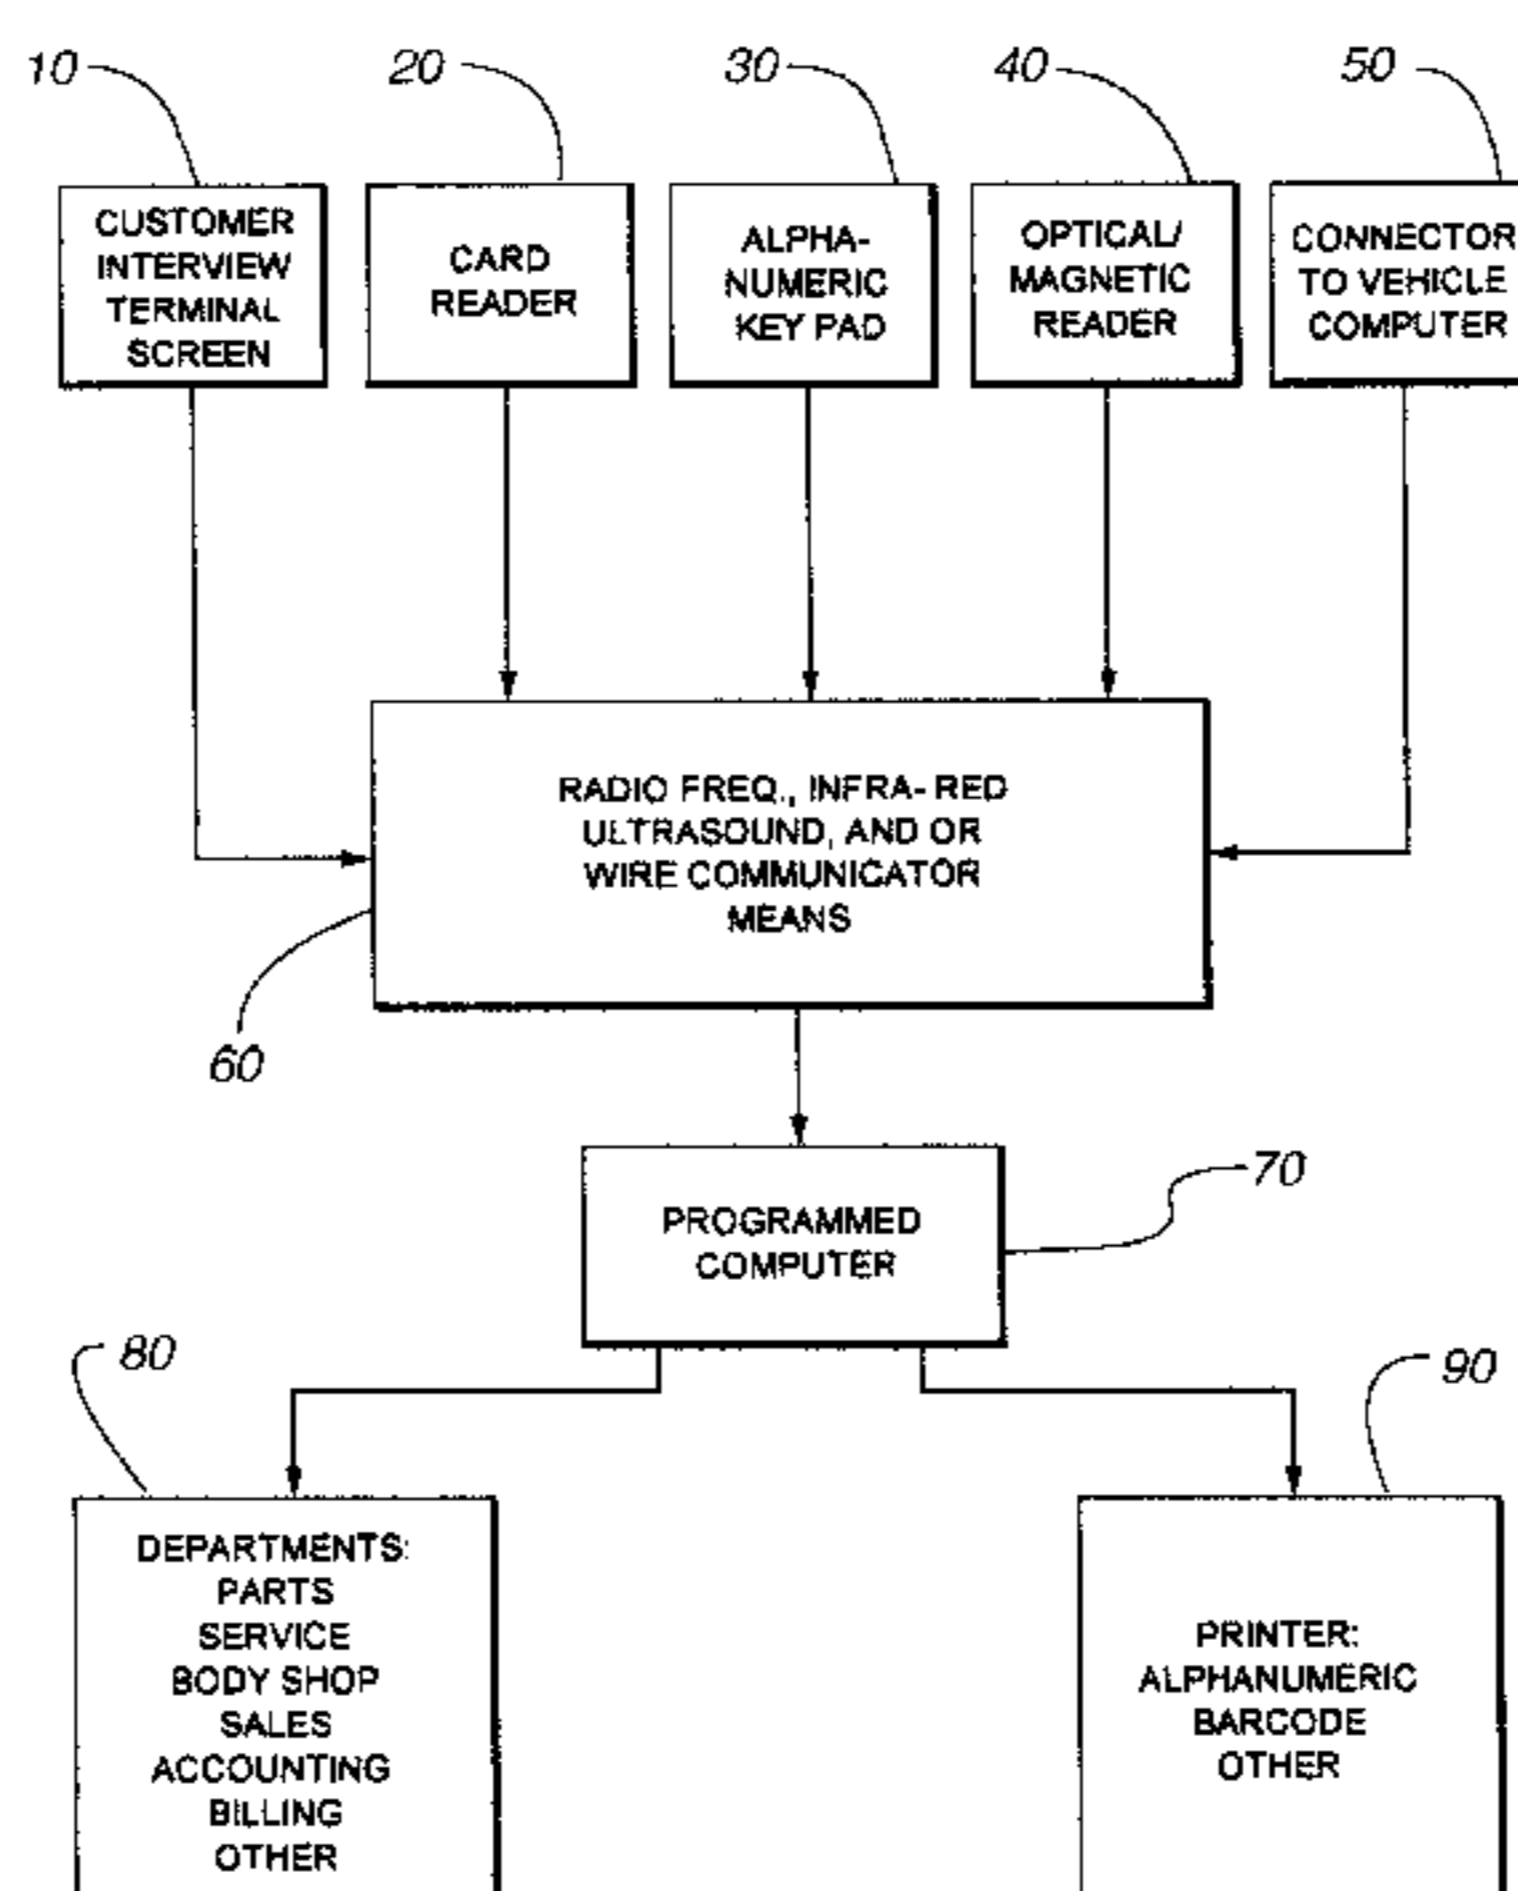 10
20
30
40
50
CUSTOMER
INTERVIEW
TERMINAL
SCREEN
CARD
READER
ALPHA-
NUMERIC
KEY PAD
OPTICAL/
MAGNETIC
READER
CONNECTOR
TO VEHICLE
COMPUTER
RADIO FREQ., INFRA- RED
ULTRASOUND, AND OR
WIRE COMMUNICATOR
MEANS
60
PROGRAMMED
COMPUTER
70
80
90
DEPARTMENTS:
PARTS
SERVICE
BODY SHOP
SALES
ACCOUNTING
BILLING
OTHER
PRINTER:
ALPHANUMERIC
BARCODE
OTHER